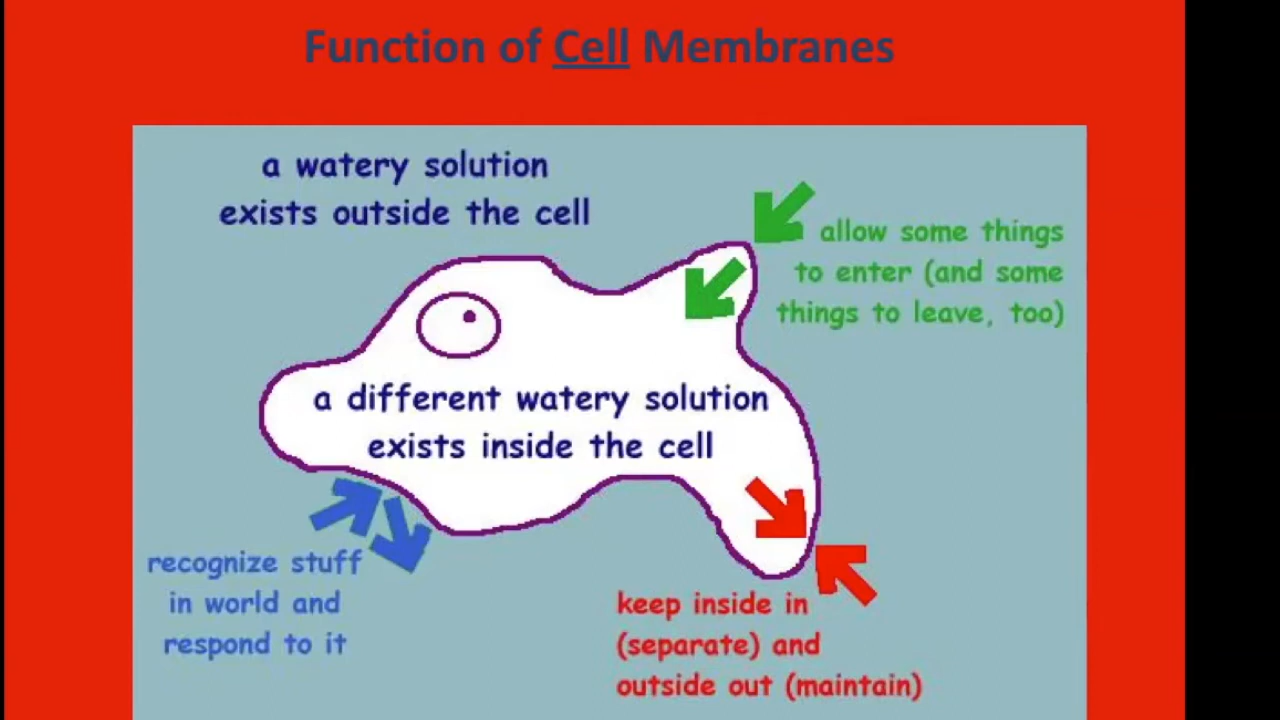 Function of Cell Membranes
a watery solution
exists outside the cell
allow some things
to enter (and some
things to leave, too)
a different watery solution
exists inside the cell
recognize stuff
in world and
respond to it
keep inside in
(separate) and
outside out (maintain)